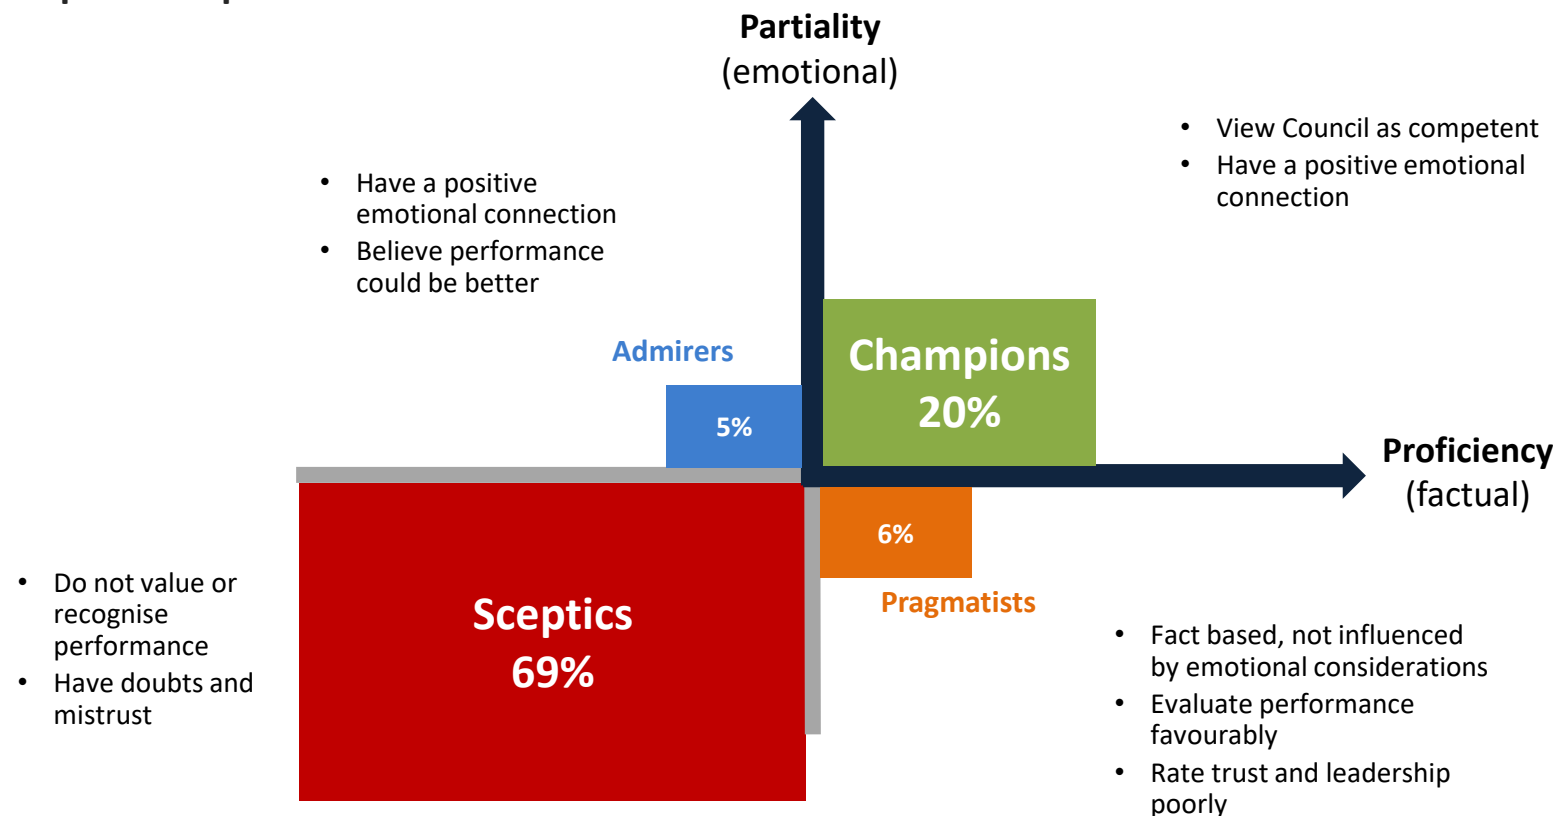 Partiality
(emotional)
• View Council as competent
• Have a positive emotional
connection
• Have a positive
emotional connection
• Believe performance
could be better
Admirers
5%
Champions
20%
Proficiency
(factual)
Sceptics
69%
6%
Pragmatists
• Do not value or
recognise
performance
• Have doubts and
mistrust
• Fact based, not influenced
by emotional considerations
• Evaluate performance
favourably
• Rate trust and leadership
poorly